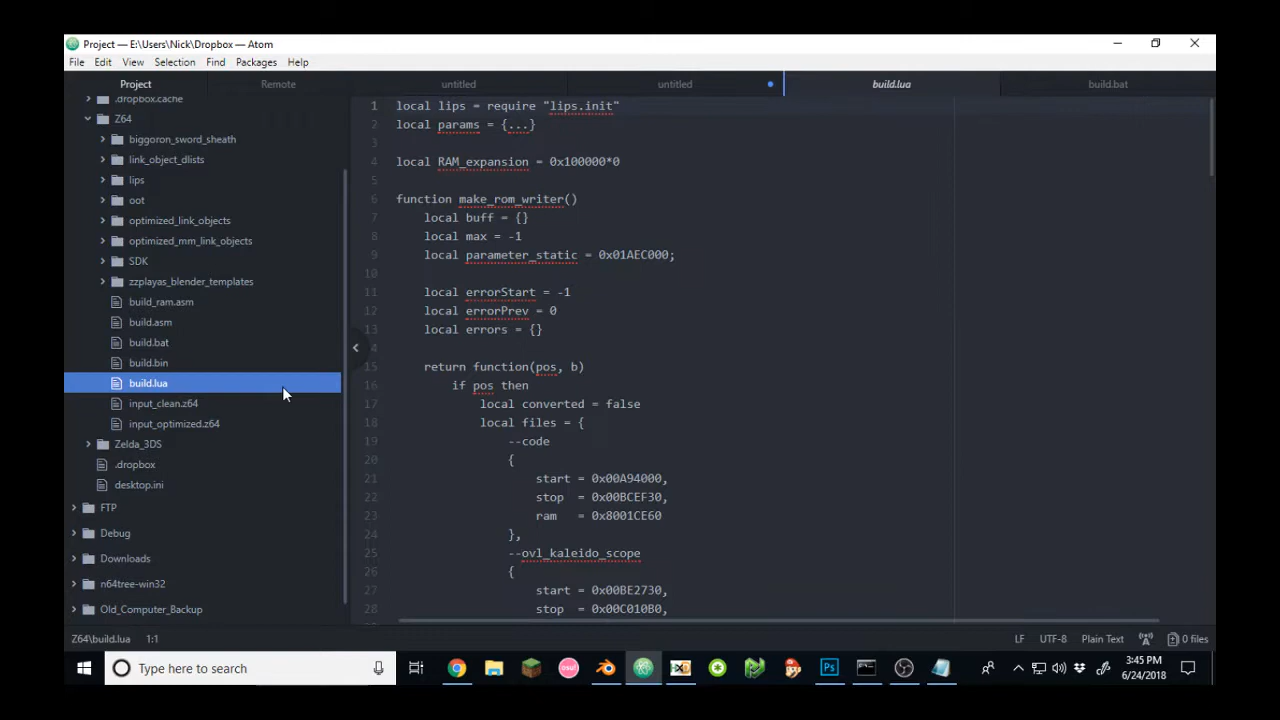 Project — E:\Users\Nick\Dropbox — Atom
File Edit View Selection Find Packages Help
Project Remote untitled untitled build.lua build.bat
.dropbox.cache
Z64
biggoron_sword_sheath
link_object_dlists
lips
oot
optimized_link_objects
optimized_mm_link_objects
SDK
zzplayas_blender_templates
build_ram.asm
build.asm
build.bat
build.bin
build.lua
input_clean.z64
input_optimized.z64
Zelda_3DS
.dropbox
desktop.ini
FTP
Debug
Downloads
n64tree-win32
Old_Computer_Backup
1 local lips = require "lips.init"
2 local params = {...}
3
4 local RAM_expansion = 0x100000*0
5
6 function make_rom_writer()
7 local buff = {}
8 local max = -1
9 local parameter_static = 0x01AEC000;
10
11 local errorStart = -1
12 local errorPrev = 0
13 local errors = {}
14
15 return function(pos, b)
16 if pos then
17 local converted = false
18 local files = {
19 --code
20 {
21 start = 0x00A94000,
22 stop = 0x00BCEF30,
23 ram = 0x8001CE60
24 },
25 --ovl_kaleido_scope
26 {
27 start = 0x00BE2730,
28 stop = 0x00C010B0,
Z64\build.lua 1:1 LF UTF-8 Plain Text 0 files
Type here to search
osu!
Ps
3:45 PM
6/24/2018